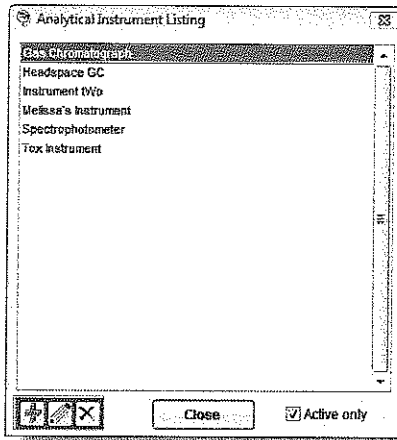 Analytical Instrument Listing
Gas Chromatograph
Headspace GC
Instrument tWo
Melissa's Instrument
Spectrophotometer
Tox Instrument
Close
Active only